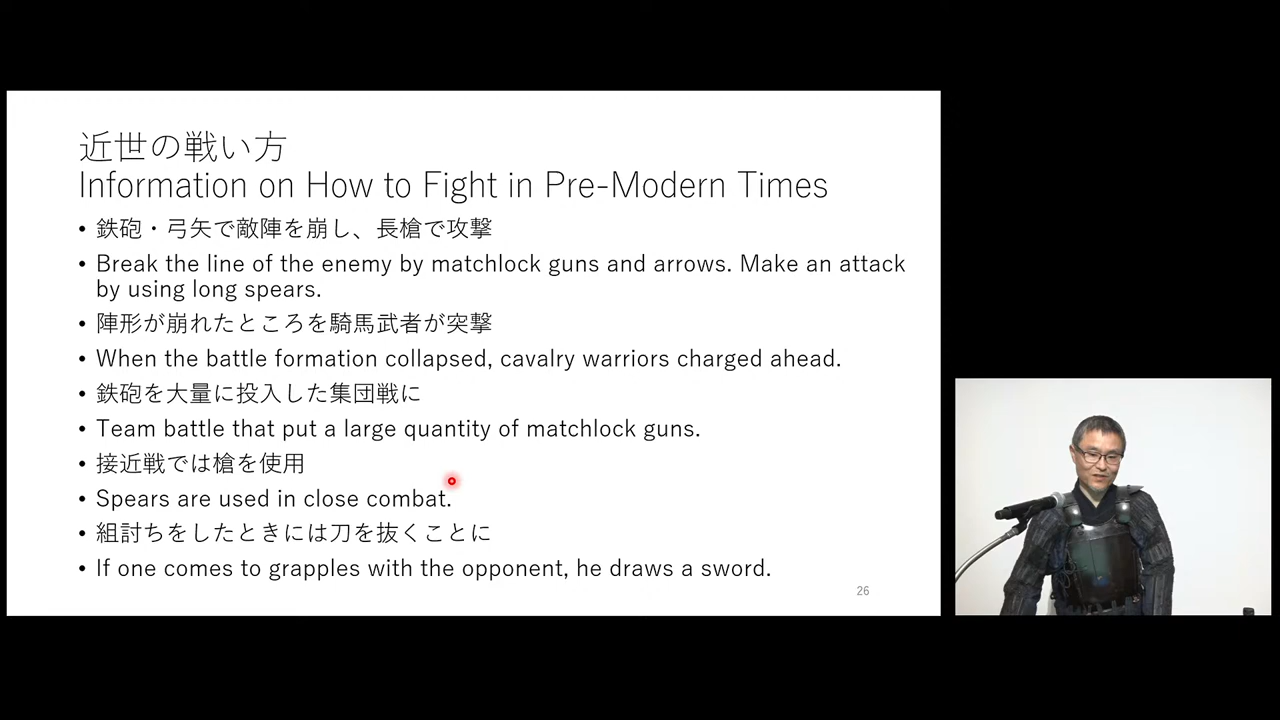 近世の戦い方
Information on How to Fight in Pre-Modern Times
• 鉄砲・弓矢で敵陣を崩し、長槍で攻撃
• Break the line of the enemy by matchlock guns and arrows. Make an attack
by using long spears.
• 陣形が崩れたところを騎馬武者が突撃
• When the battle formation collapsed, cavalry warriors charged ahead.
• 鉄砲を大量に投入した集団戦に
• Team battle that put a large quantity of matchlock guns.
• 接近戦では槍を使用
• Spears are used in close combat.
• 組討ちをしたときには刀を抜くことに
• If one comes to grapples with the opponent, he draws a sword.
26